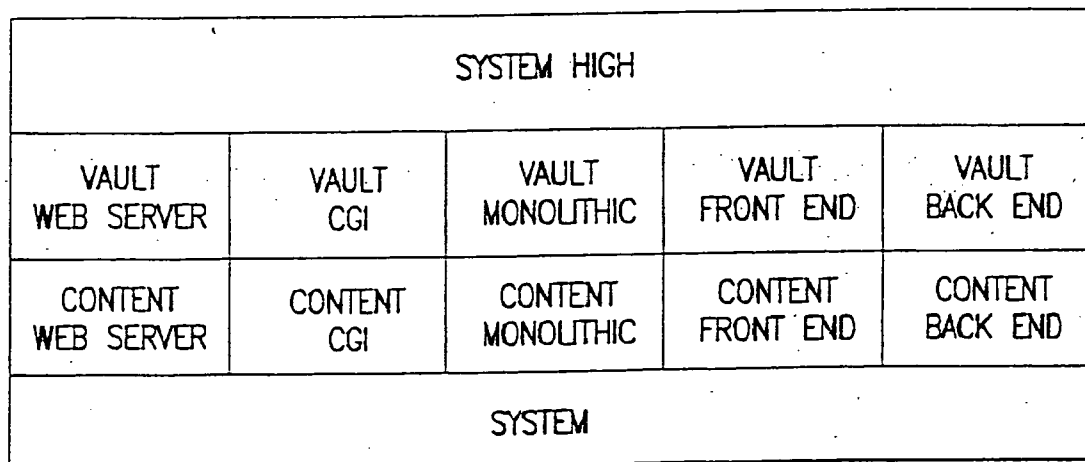 SYSTEM HIGH
VAULT
WEB SERVER
VAULT
CGI
VAULT
MONOLITHIC
VAULT
FRONT END
VAULT
BACK END
CONTENT
WEB SERVER
CONTENT
CGI
CONTENT
MONOLITHIC
CONTENT
FRONT END
CONTENT
BACK END
SYSTEM